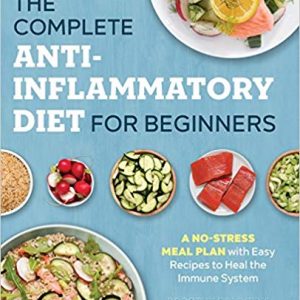 THE COMPLETE
ANTI-
INFLAMMATORY
DIET FOR BEGINNERS
A NO-STRESS
MEAL PLAN with Easy
Recipes to Heal the
Immune System